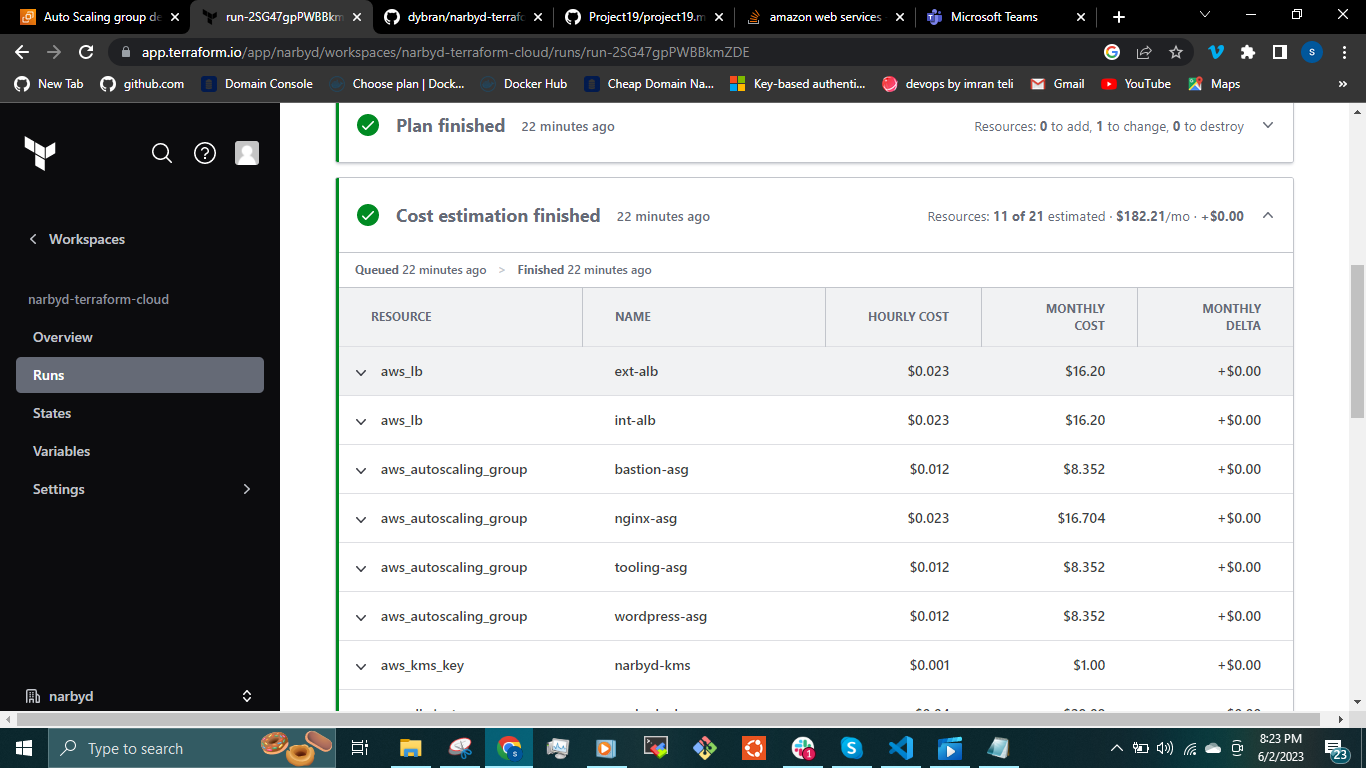 Auto Scaling group de
run-2SG47gpPWBBkm
dybran/narbyd-terrafo
Project19/project19.m
amazon web services
Microsoft Teams
app.terraform.io/app/narbyd/workspaces/narbyd-terraform-cloud/runs/run-2SG47gpPWBBkmZDE
S
New Tab
github.com
Domain Console
Choose plan | Dock...
Docker Hub
Cheap Domain Na...
Key-based authenti...
devops by imran teli
Gmail
YouTube
Maps
»
Workspaces
narbyd-terraform-cloud
Overview
Runs
States
Variables
Settings
narbyd
Plan finished 22 minutes ago
Resources: 0 to add, 1 to change, 0 to destroy
Cost estimation finished 22 minutes ago
Resources: 11 of 21 estimated · $182.21/mo · +$0.00
Queued 22 minutes ago > Finished 22 minutes ago
RESOURCE NAME HOURLY COST MONTHLY COST MONTHLY DELTA
aws_lb ext-alb $0.023 $16.20 +$0.00
aws_lb int-alb $0.023 $16.20 +$0.00
aws_autoscaling_group bastion-asg $0.012 $8.352 +$0.00
aws_autoscaling_group nginx-asg $0.023 $16.704 +$0.00
aws_autoscaling_group tooling-asg $0.012 $8.352 +$0.00
aws_autoscaling_group wordpress-asg $0.012 $8.352 +$0.00
aws_kms_key narbyd-kms $0.001 $1.00 +$0.00
Type to search
8:23 PM
6/2/2023
23